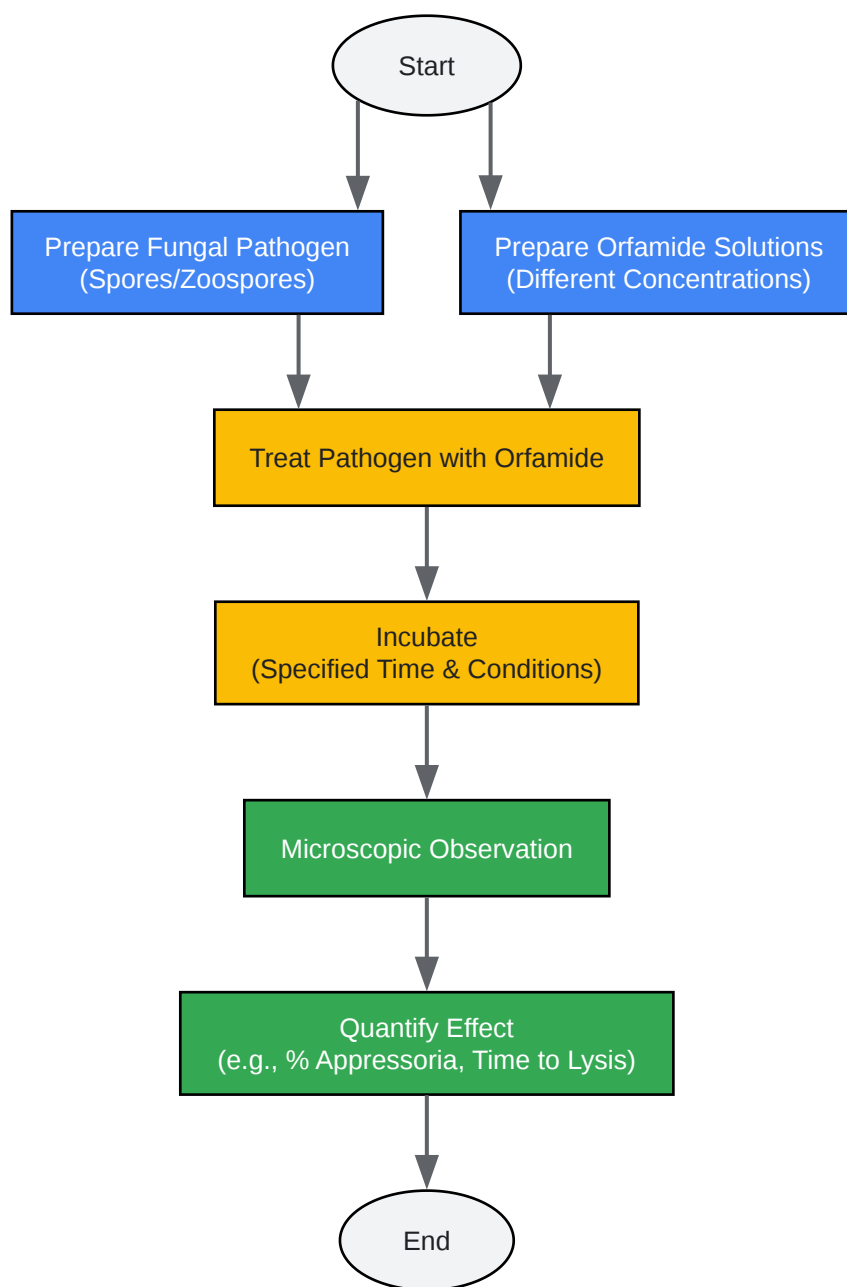 Start
Prepare Fungal Pathogen
(Spores/Zoospores)
Prepare Orfamide Solutions
(Different Concentrations)
Treat Pathogen with Orfamide
Incubate
(Specified Time & Conditions)
Microscopic Observation
Quantify Effect
(e.g., % Appressoria, Time to Lysis)
End